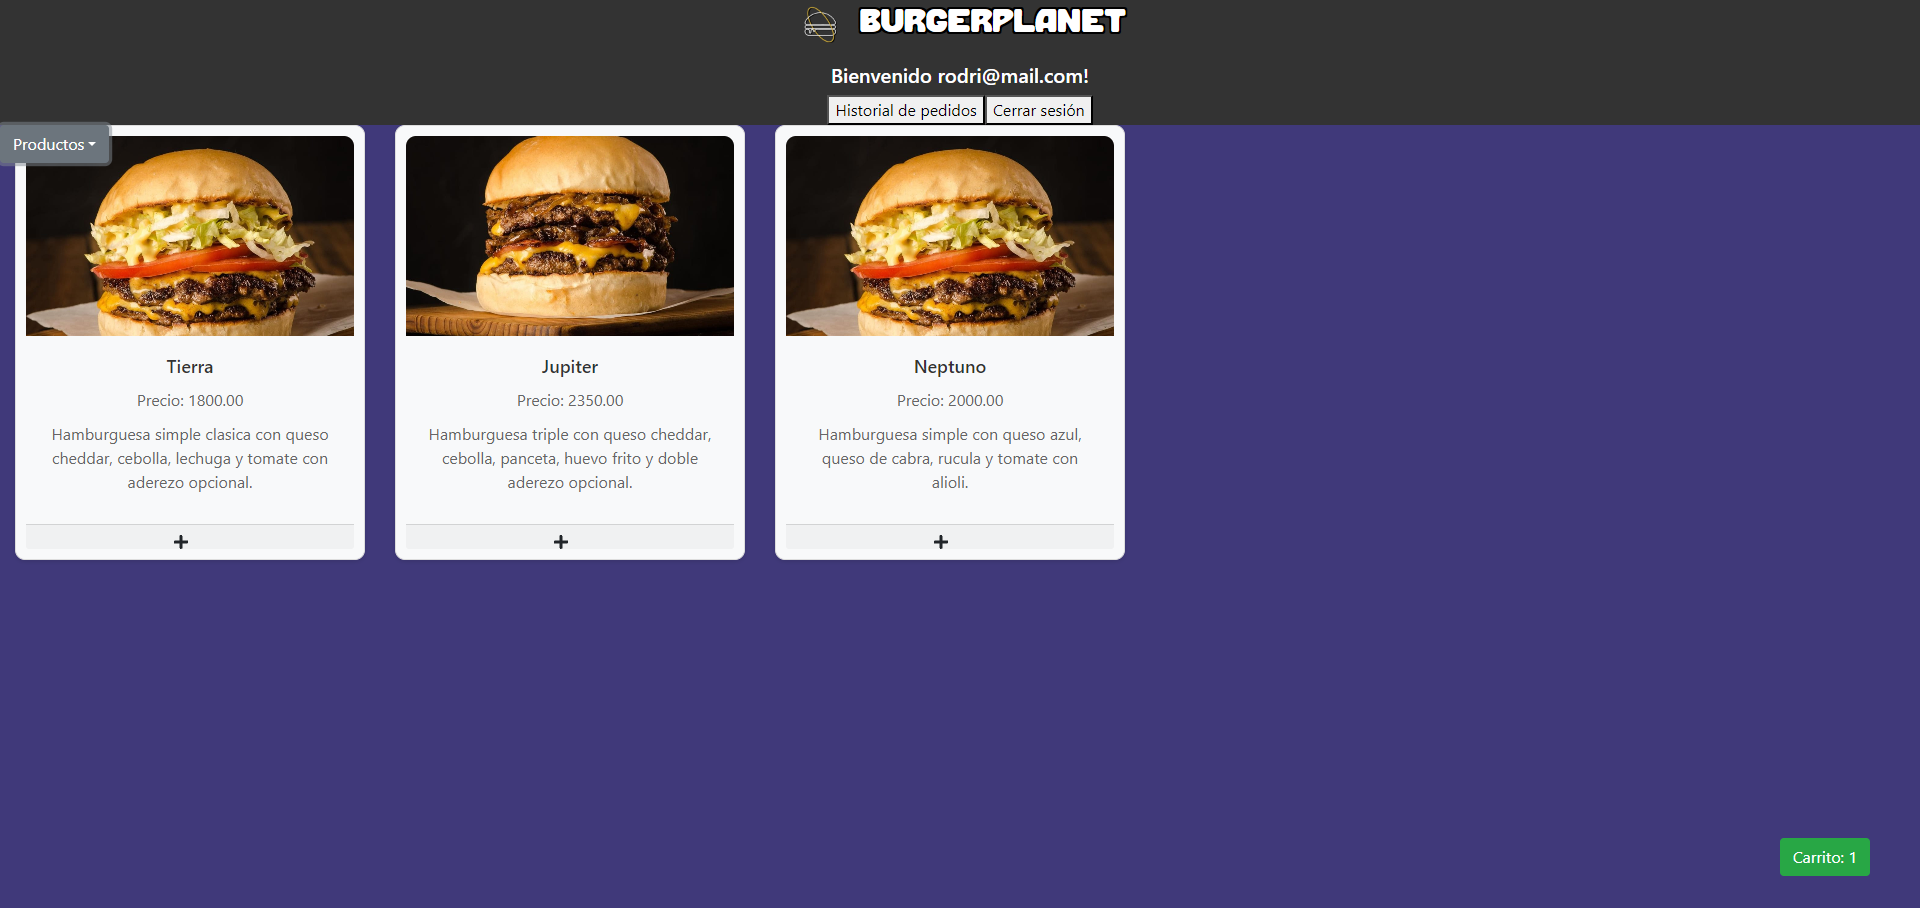 BURGERPLANET
Bienvenido rodri@mail.com!
Historial de pedidos Cerrar sesión
Productos
Tierra
Precio: 1800.00
Hamburguesa simple clasica con queso
cheddar, cebolla, lechuga y tomate con
aderezo opcional.
Jupiter
Precio: 2350.00
Hamburguesa triple con queso cheddar,
cebolla, panceta, huevo frito y doble
aderezo opcional.
Neptuno
Precio: 2000.00
Hamburguesa simple con queso azul,
queso de cabra, rucula y tomate con
alioli.
Carrito: 1